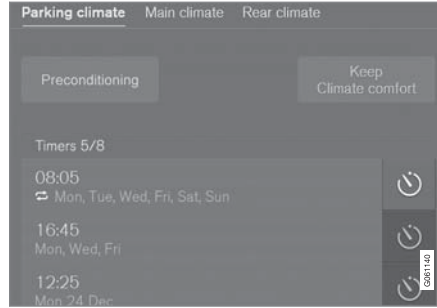 Parking climate Main climate Rear climate
Preconditioning
Keep
Climate comfort
Timers 5/8
08:05
Mon, Tue, Wed, Fri, Sat, Sun
16:45
Mon, Wed, Fri
12:25
Mon 24 Dec
G061140